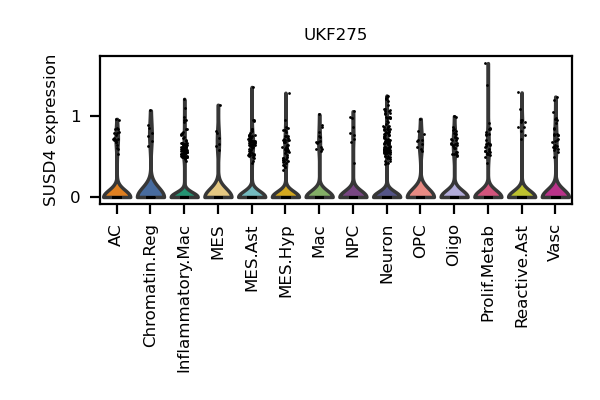 UKF275
SUSD4 expression
1
0
AC
Chromatin.Reg
Inflammatory.Mac
MES
MES.Ast
MES.Hyp
Mac
NPC
Neuron
OPC
Oligo
Prolif.Metab
Reactive.Ast
Vasc